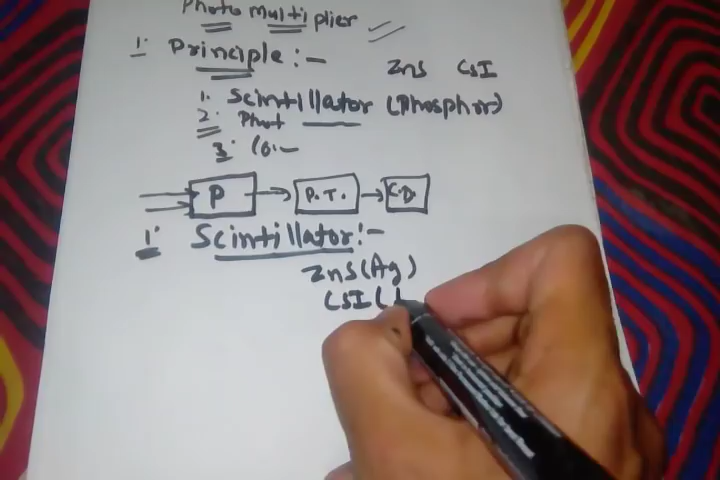 Photo Multiplier
1. Principle :-
ZnS CsI
1. Scintillator (Phosphor)
2. Phot
3. Co.-
P P.T. C.D.
1. Scintillator:-
ZnS(Ag)
CsI(